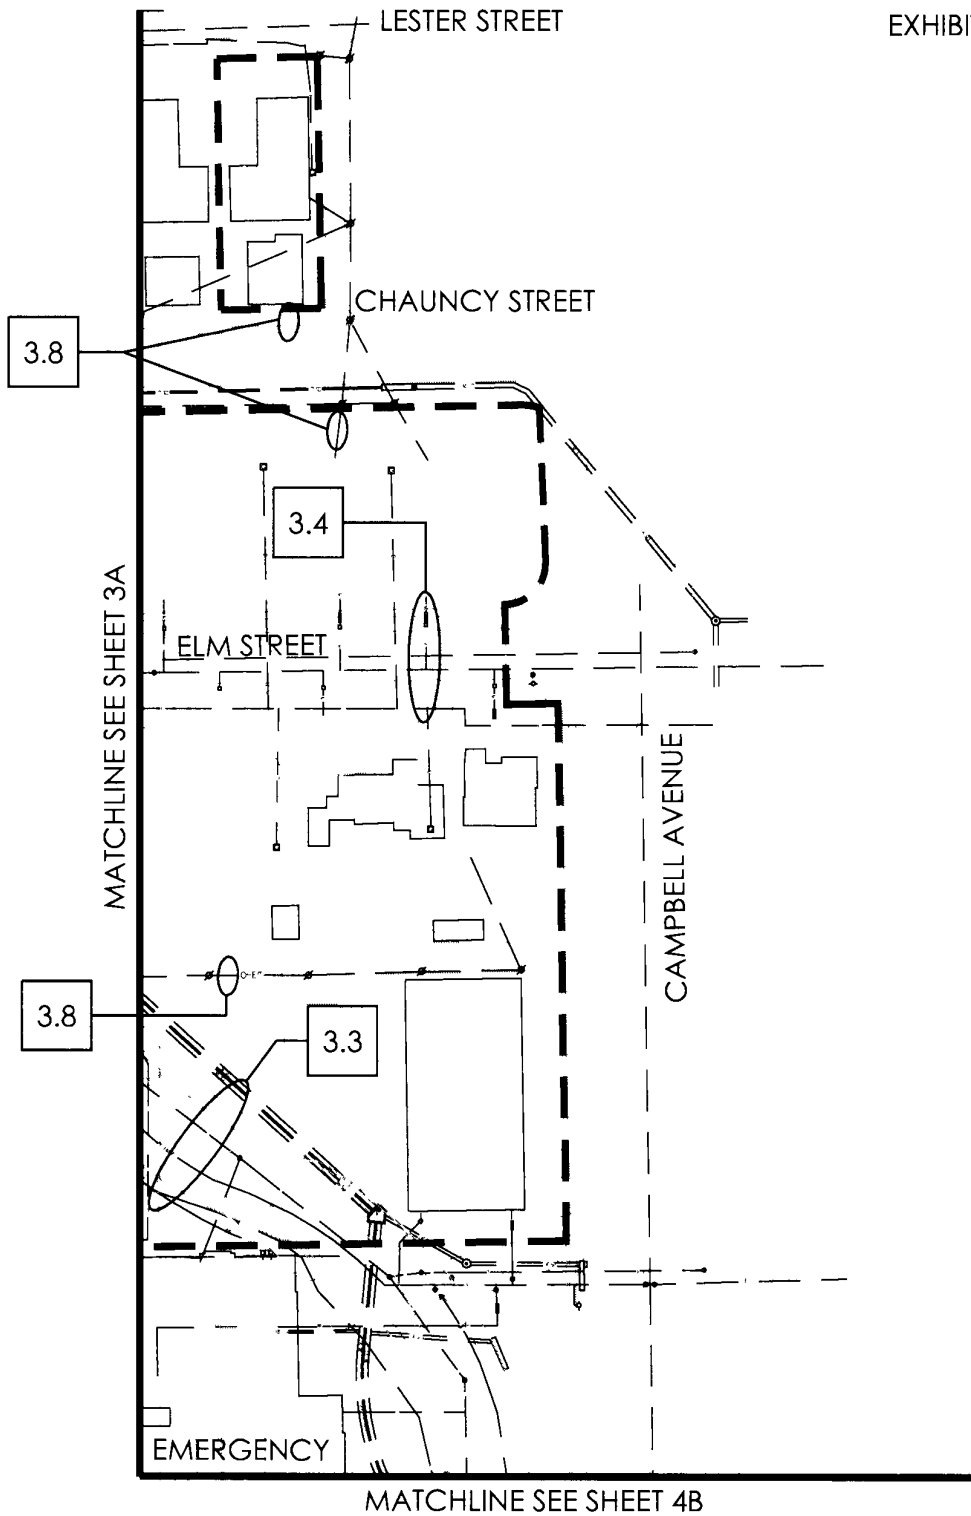 LESTER STREET
EXHIBI
CHAUNCY STREET
3.8
3.4
MATCHLINE SEE SHEET 3A
ELM STREET
CAMPBELL AVENUE
3.8
3.3
EMERGENCY
MATCHLINE SEE SHEET 4B